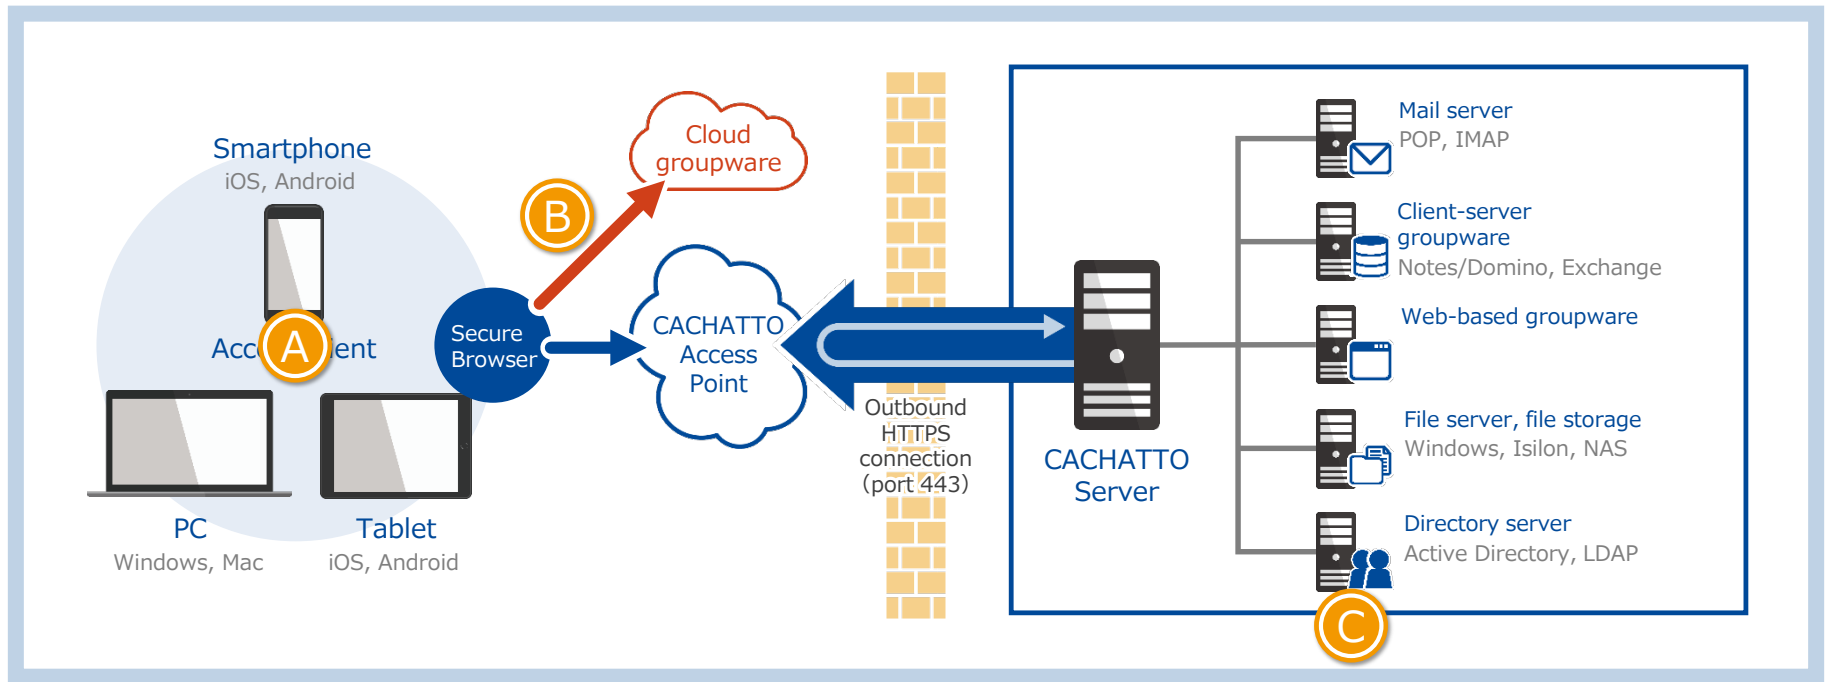 Smartphone
iOS, Android
A
PC
Windows, Mac
Tablet
iOS, Android
Secure
Browser
B
Cloud
groupware
CACHATTO
Access
Point
Outbound
HTTPS
connection
(port 443)
CACHATTO
Server
Mail server
POP, IMAP
Client-server
groupware
Notes/Domino, Exchange
Web-based groupware
File server, file storage
Windows, Isilon, NAS
Directory server
Active Directory, LDAP
C